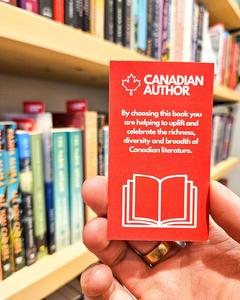 CANADIAN
AUTHOR
By choosing this book you
are helping to uplift and
celebrate the richness,
diversity and breadth of
Canadian literature.